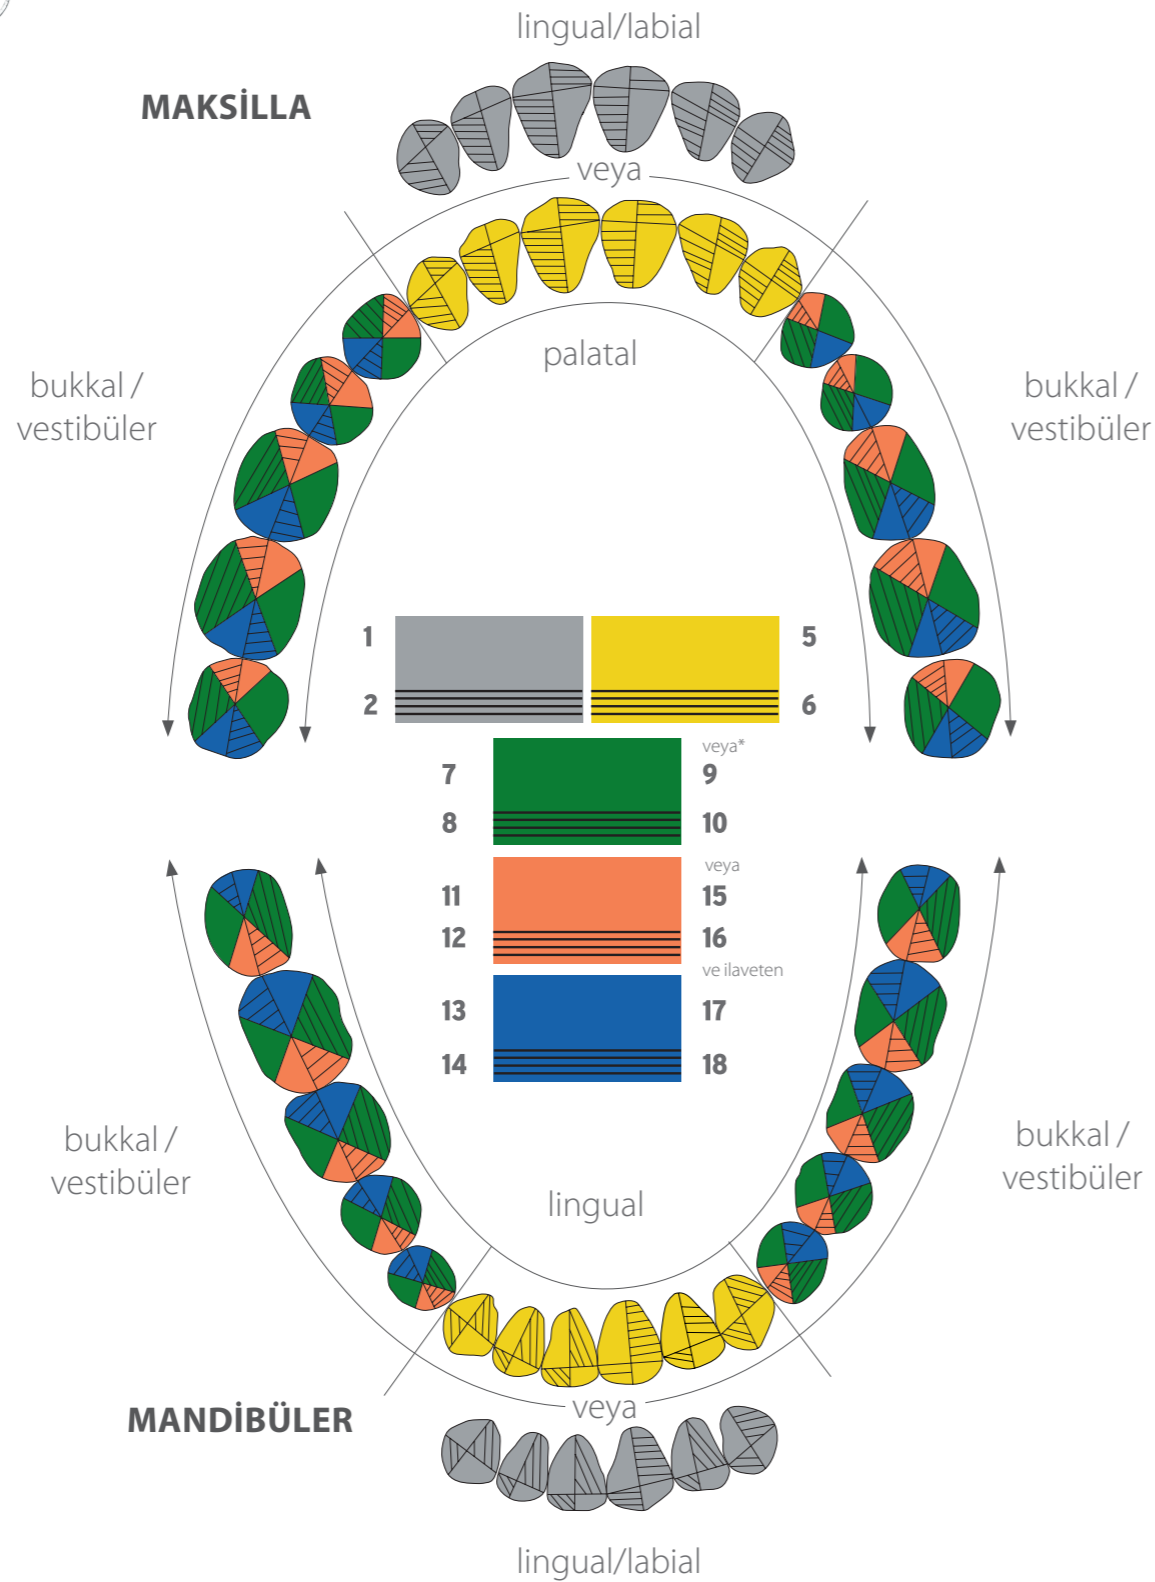 lingual/labial
MAKSİLLA
veya
palatal
bukkal /
vestibüler
bukkal /
vestibüler
1
5
2
6
veya*
7
9
8
10
veya
11
15
12
16
ve ilaveten
13
17
14
18
bukkal /
vestibüler
bukkal /
vestibüler
lingual
veya
MANDİBÜLER
lingual/labial